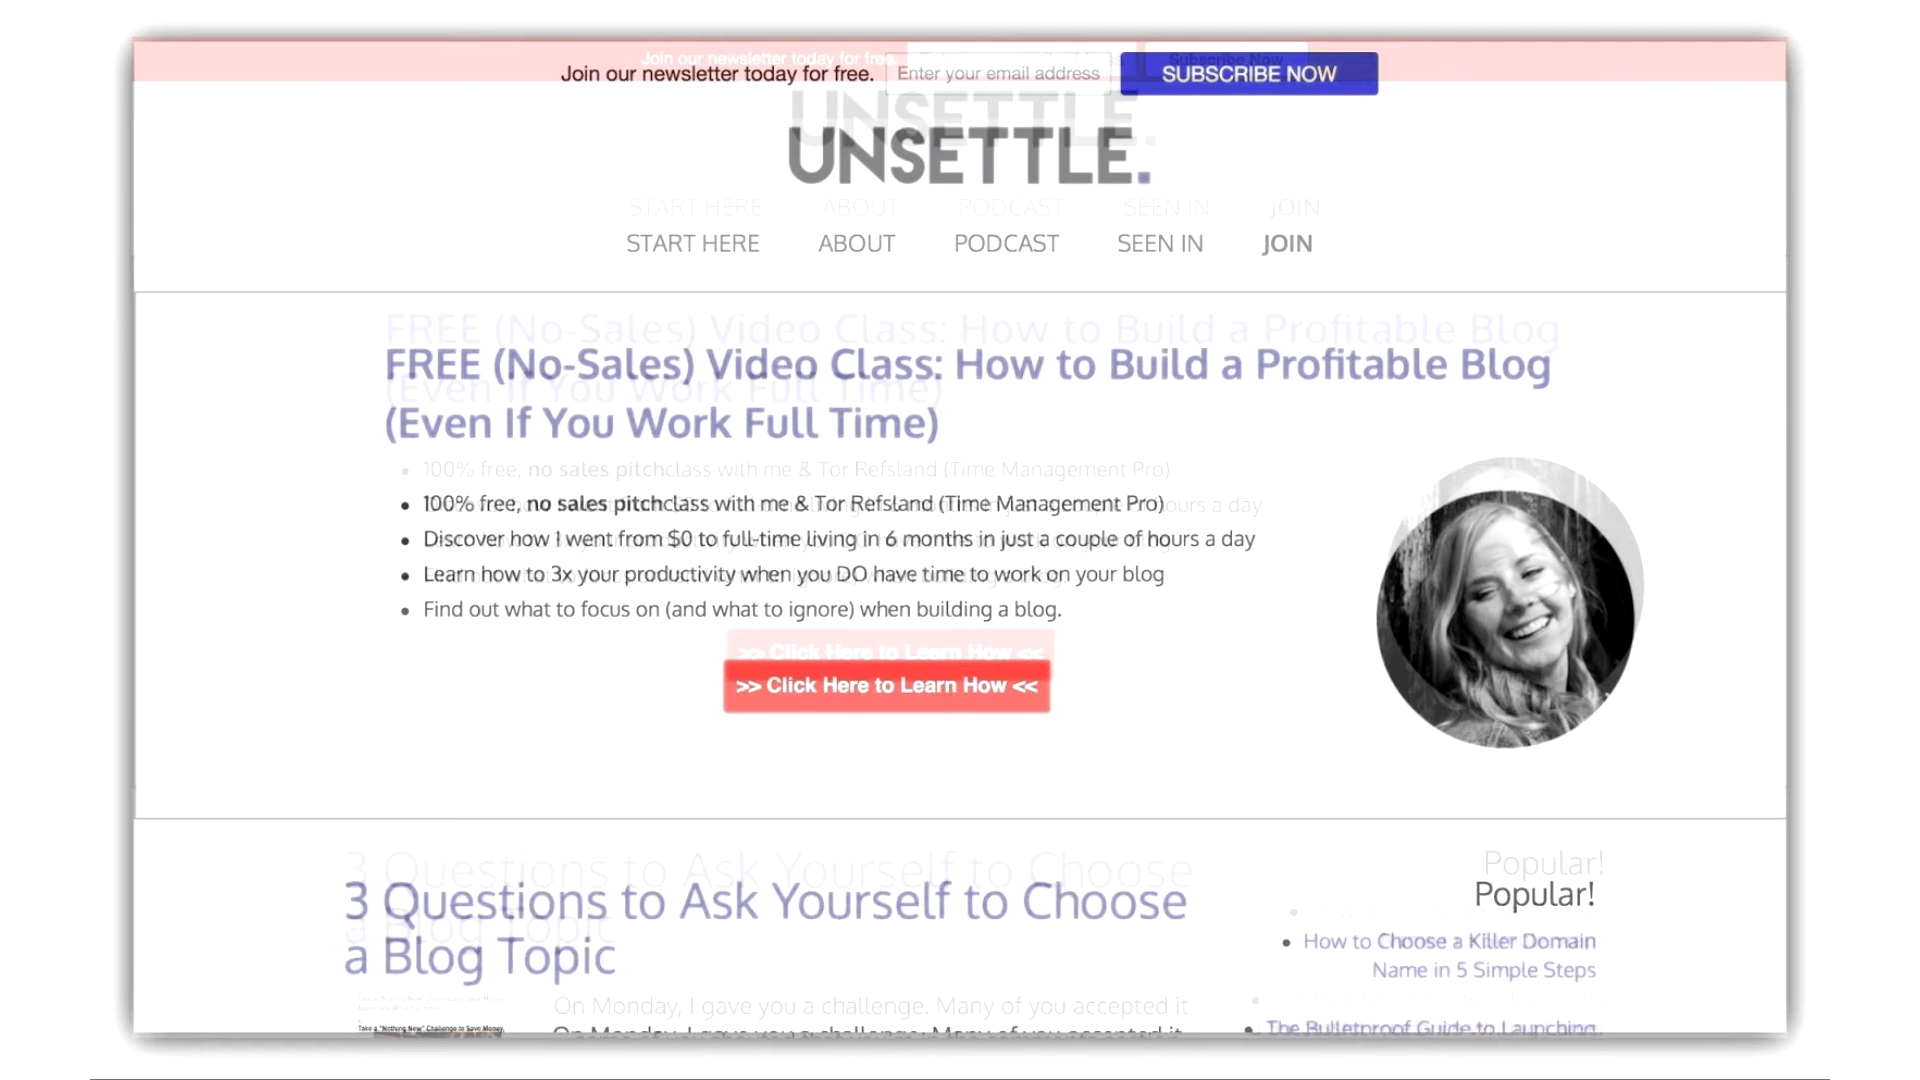 Join our newsletter today for free. Enter your email address SUBSCRIBE NOW
UNSETTLE.
START HERE ABOUT PODCAST SEEN IN JOIN
FREE (No-Sales) Video Class: How to Build a Profitable Blog
(Even If You Work Full Time)
• 100% free, no sales pitchclass with me & Tor Refsland (Time Management Pro)
• Discover how I went from $0 to full-time living in 6 months in just a couple of hours a day
• Learn how to 3x your productivity when you DO have time to work on your blog
• Find out what to focus on (and what to ignore) when building a blog.
>> Click Here to Learn How <<
3 Questions to Ask Yourself to Choose
a Blog Topic
Popular!
• How to Choose a Killer Domain
Name in 5 Simple Steps
• The Bulletproof Guide to Launching
Take a "Nothing New" Challenge to Save Money
On Monday, I gave you a challenge. Many of you accepted it